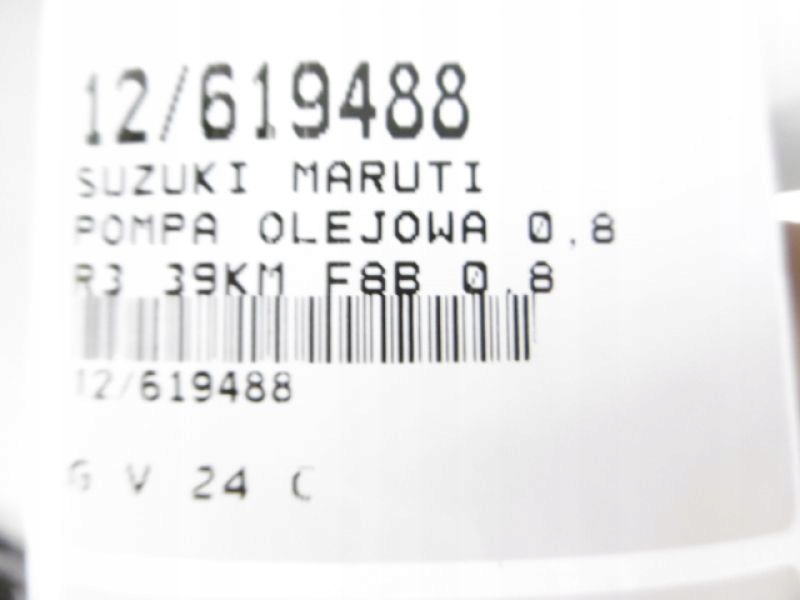 12/619488
SUZUKI MARUTI
POMPA OLEJOWA 0,8
R3 39KM F8B 0.8
12/619488
G V 24 C